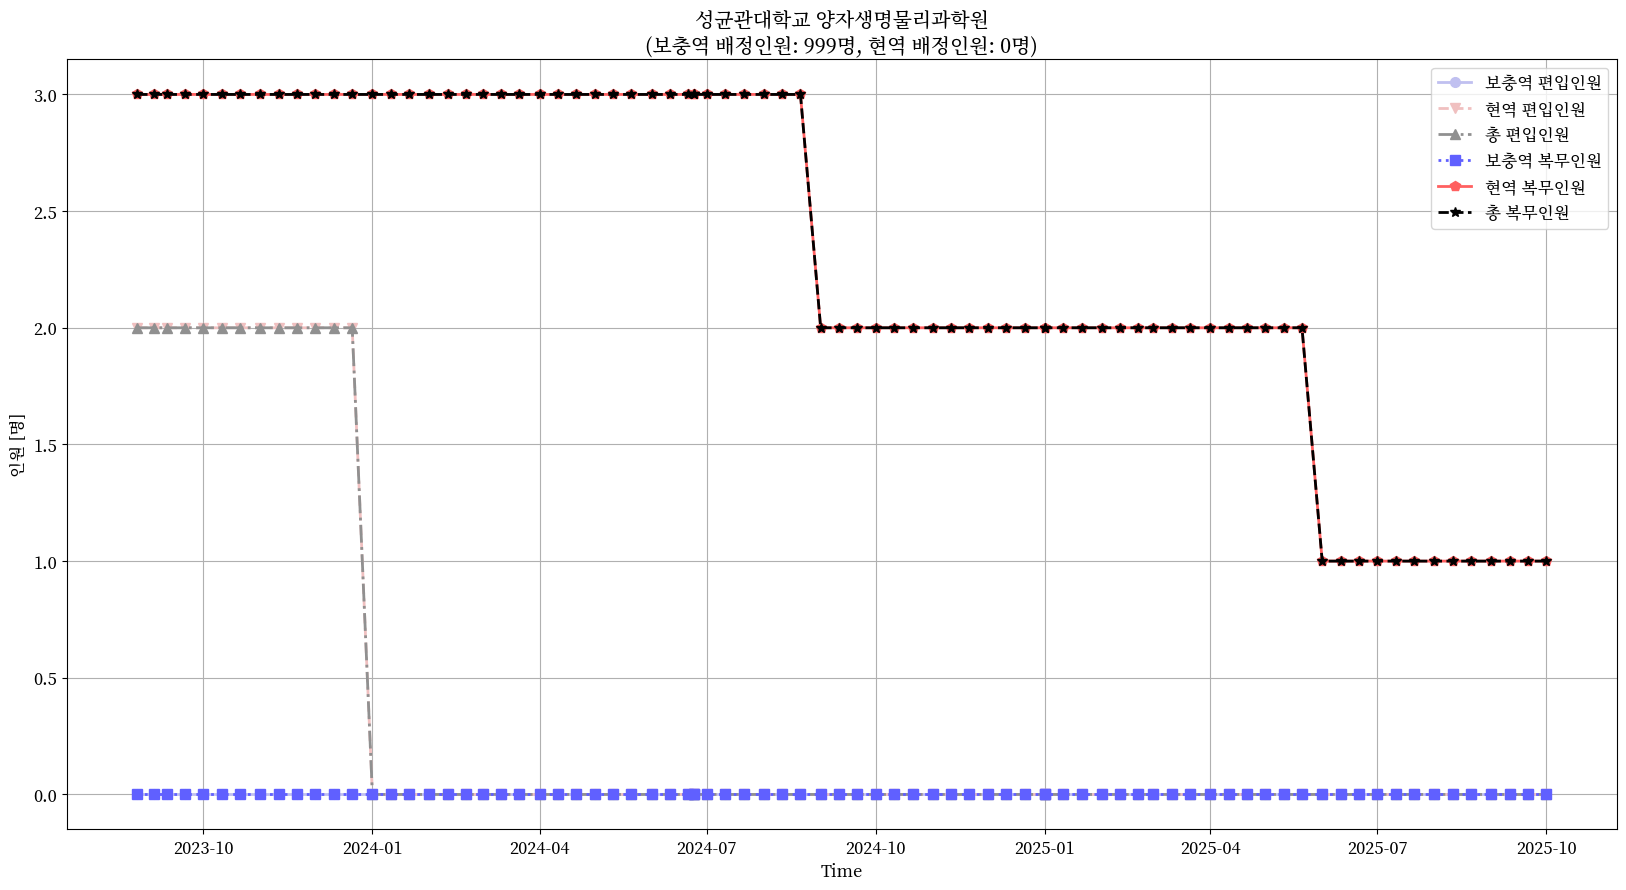 성균관대학교 양자생명물리과학원
(보충역 배정인원: 999명, 현역 배정인원: 0명)
보충역 편입인원
현역 편입인원
총 편입인원
보충역 복무인원
현역 복무인원
총 복무인원
3.0
2.5
2.0
1.5
1.0
0.5
0.0
인원 [명]
2023-10
2024-01
2024-04
2024-07
2024-10
2025-01
2025-04
2025-07
2025-10
Time